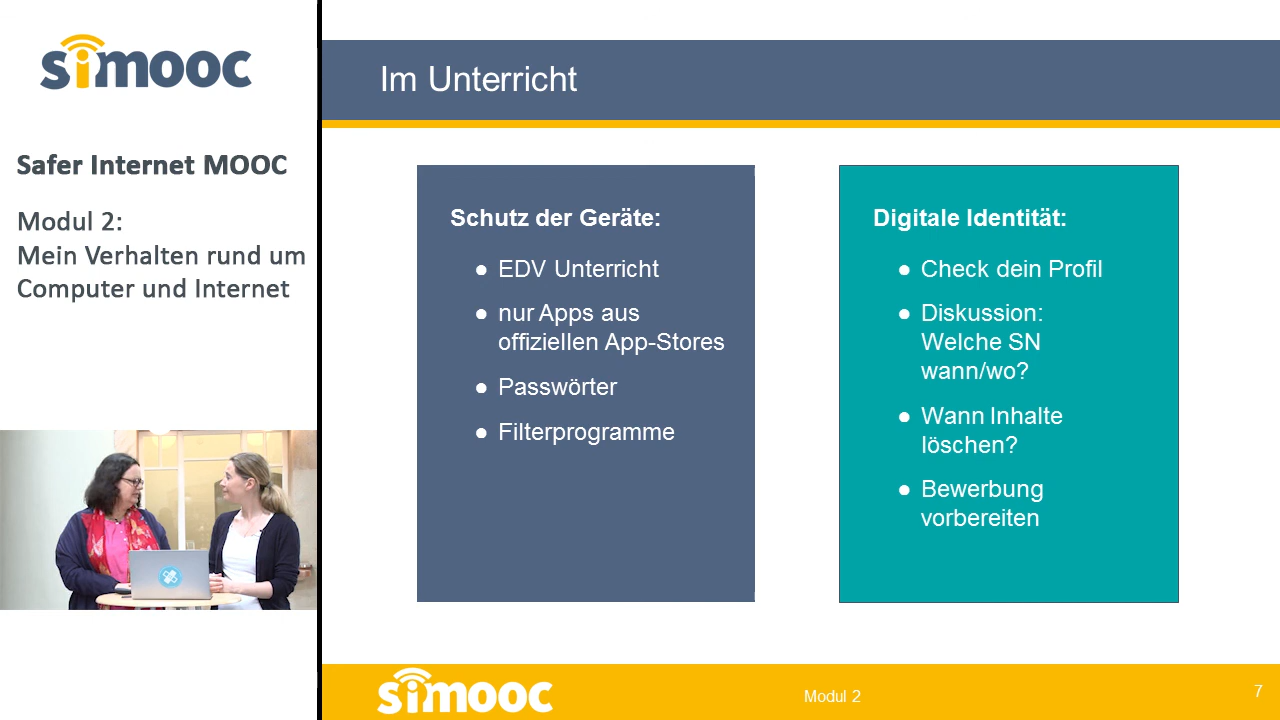 simooc
Safer Internet MOOC
Modul 2:
Mein Verhalten rund um
Computer und Internet
Im Unterricht
Schutz der Geräte:
● EDV Unterricht
● nur Apps aus
offiziellen App-Stores
● Passwörter
● Filterprogramme
Digitale Identität:
● Check dein Profil
● Diskussion:
Welche SN
wann/wo?
● Wann Inhalte
löschen?
● Bewerbung
vorbereiten
simooc
Modul 2
7